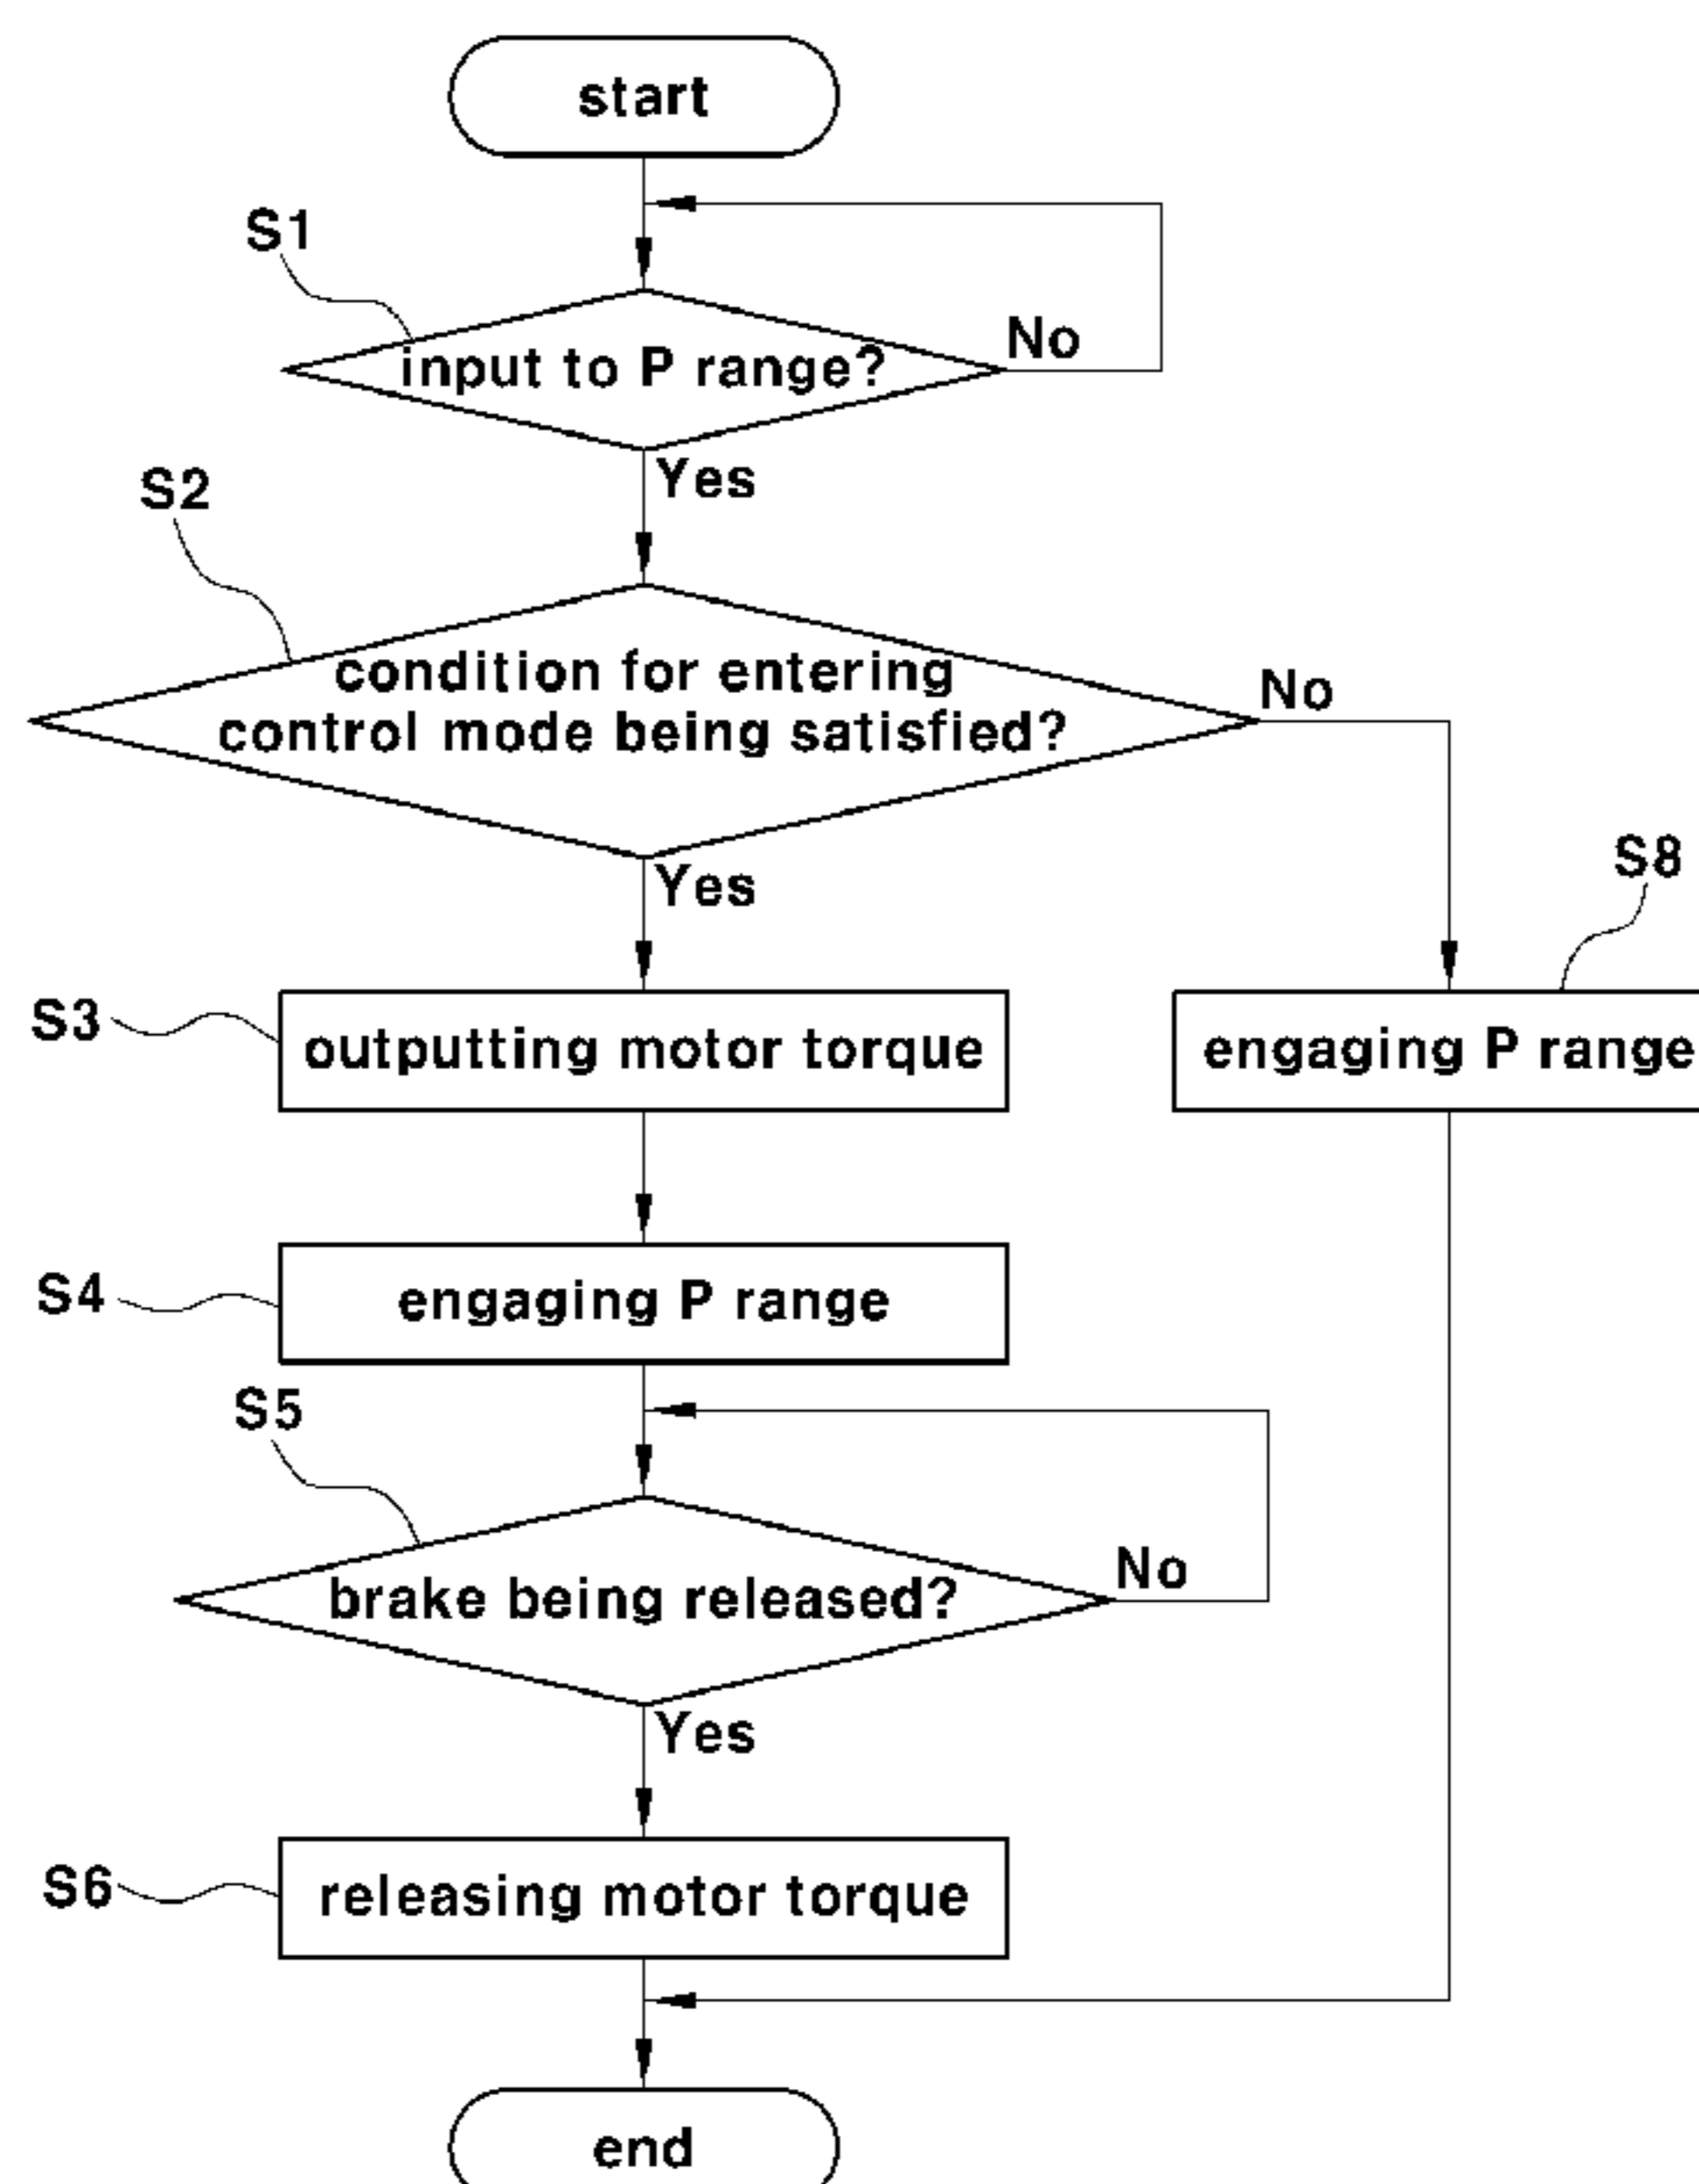 start
S1
input to P range?
No
Yes
S2
condition for entering
control mode being satisfied?
No
Yes
S8
S3
outputting motor torque
engaging P range
S4
engaging P range
S5
brake being released?
No
Yes
S6
releasing motor torque
end